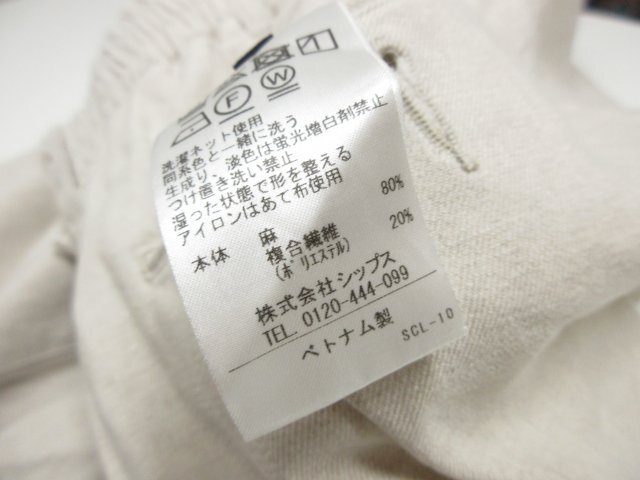 F W
洗濯ネット使用
同系色と一緒に洗う
生成り、淡色は蛍光増白剤禁止
つけ置き洗い禁止
湿った状態で形を整える
アイロンはあて布使用
本体 麻 80%
複合繊維 20%
(ポリエステル)
株式会社シップス
TEL. 0120-444-099
ベトナム製 SCL-10